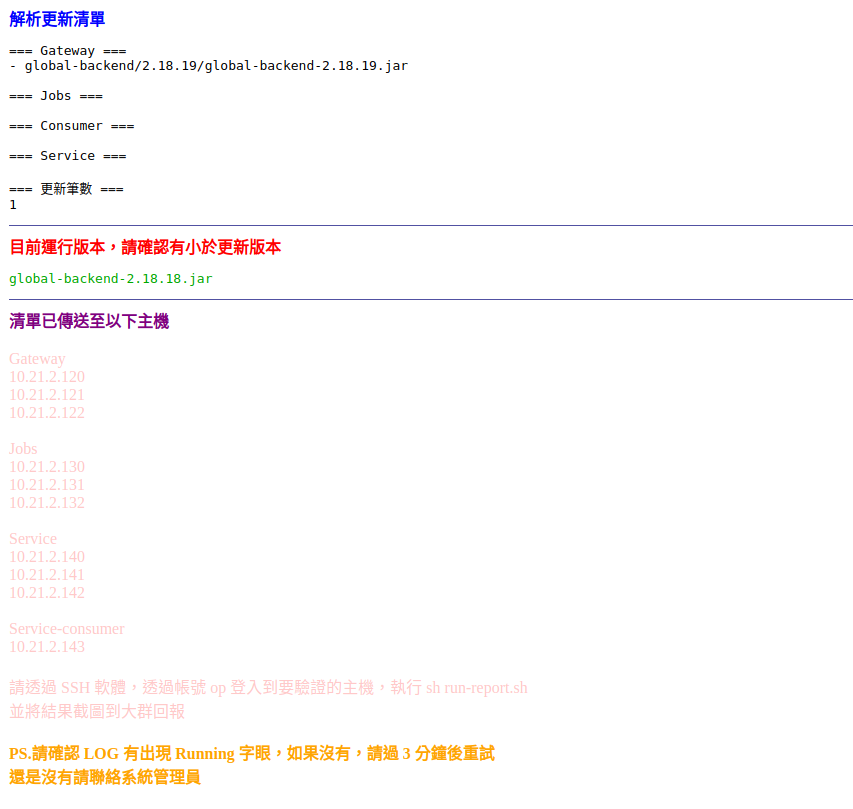 解析更新清單
=== Gateway ===
- global-backend/2.18.19/global-backend-2.18.19.jar
=== Jobs ===
=== Consumer ===
=== Service ===
=== 更新筆數 ===
1
目前運行版本，請確認有小於更新版本
global-backend-2.18.18.jar
清單已傳送至以下主機
Gateway
10.21.2.120
10.21.2.121
10.21.2.122
Jobs
10.21.2.130
10.21.2.131
10.21.2.132
Service
10.21.2.140
10.21.2.141
10.21.2.142
Service-consumer
10.21.2.143
請透過 SSH 軟體，透過帳號 op 登入到要驗證的主機，執行 sh run-report.sh
並將結果截圖到大群回報
PS.請確認 LOG 有出現 Running 字眼，如果沒有，請過 3 分鐘後重試
還是沒有請聯絡系統管理員